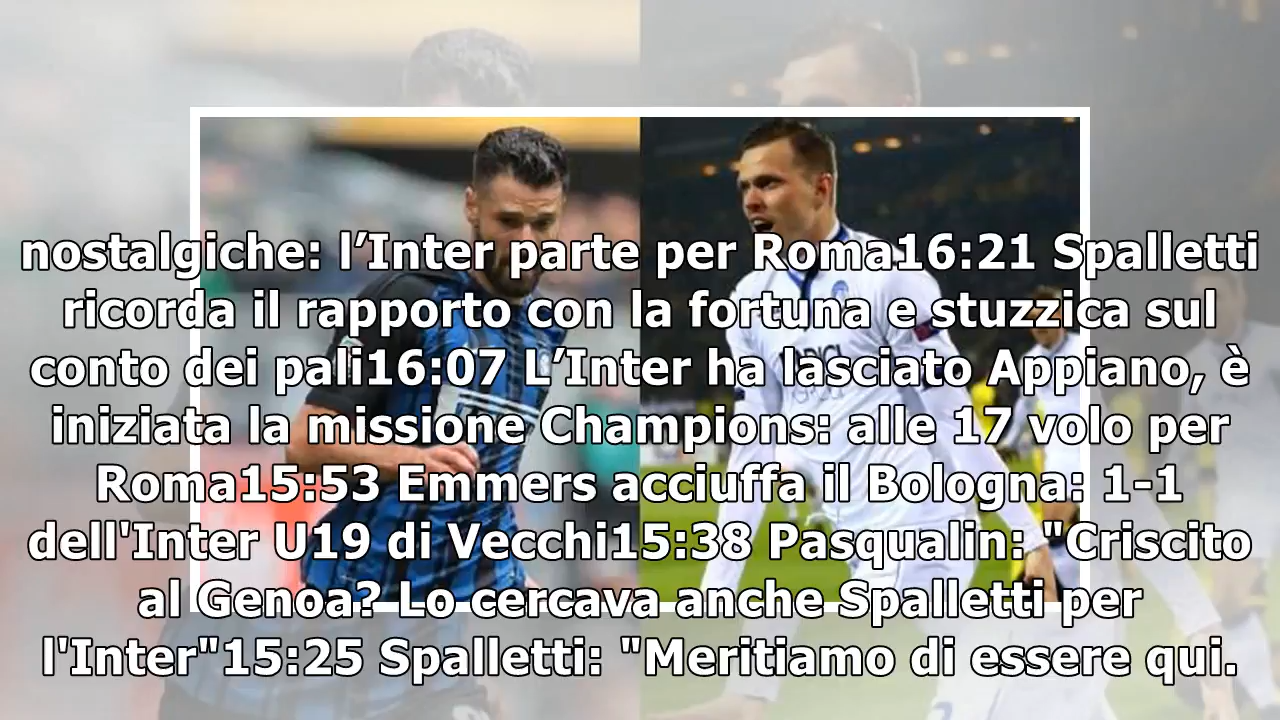 nostalgiche: l’Inter parte per Roma16:21 Spalletti
ricorda il rapporto con la fortuna e stuzzica sul
conto dei pali16:07 L’Inter ha lasciato Appiano, è
iniziata la missione Champions: alle 17 volo per
Roma15:53 Emmers acciuffa il Bologna: 1-1
dell'Inter U19 di Vecchi15:38 Pasqualin: "Criscito
al Genoa? Lo cercava anche Spalletti per
l'Inter"15:25 Spalletti: "Meritiamo di essere qui.